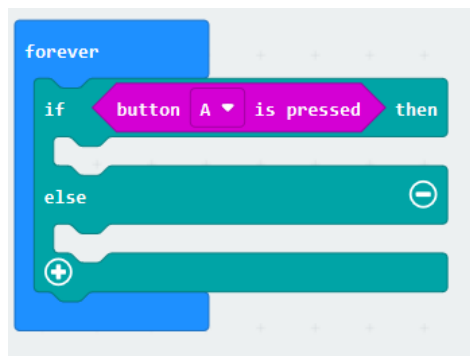 forever
if button A is pressed then
else